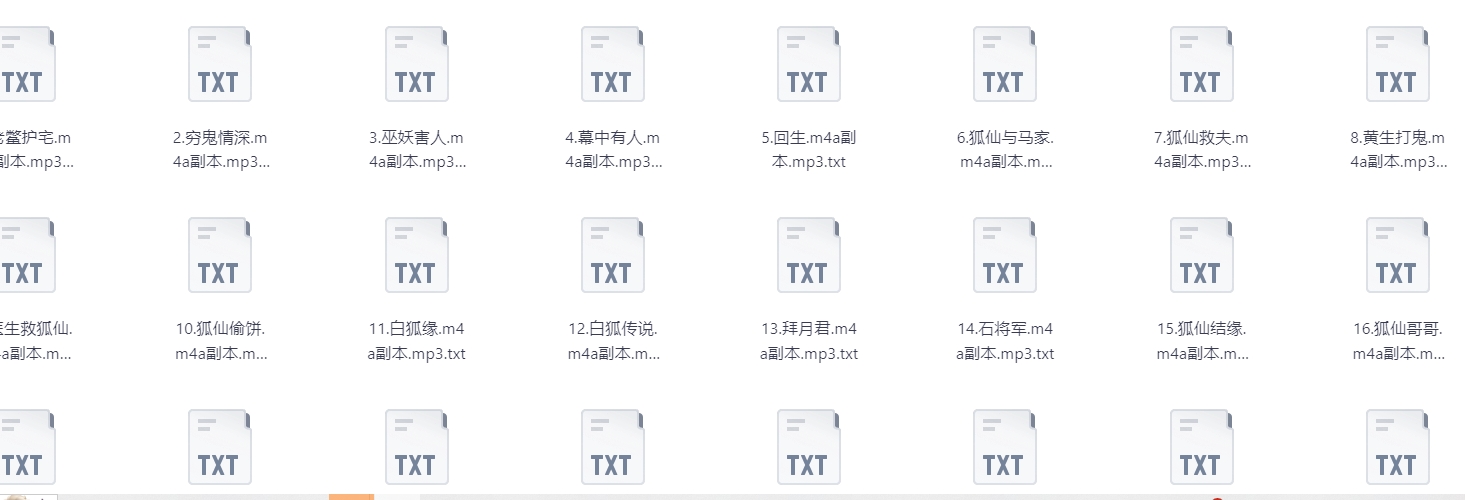 TXT
TXT
TXT
TXT
TXT
TXT
TXT
TXT
鳖护宅.m
副本.mp3...
2.穷鬼情深.m
4a副本.mp3...
3.巫妖害人.m
4a副本.mp3...
4.幕中有人.m
4a副本.mp3...
5.回生.m4a副
本.mp3.txt
6.狐仙与马家.
m4a副本.m...
7.狐仙救夫.m
4a副本.mp3...
8.黄生打鬼.m
4a副本.mp3...
TXT
TXT
TXT
TXT
TXT
TXT
TXT
TXT
生救狐仙.
a副本.m...
10.狐仙偷饼.
m4a副本.m...
11.白狐缘.m4
a副本.mp3.txt
12.白狐传说.
m4a副本.m...
13.拜月君.m4
a副本.mp3.txt
14.石将军.m4
a副本.mp3.txt
15.狐仙结缘.
m4a副本.m...
16.狐仙哥哥.
m4a副本.m...
TXT
TXT
TXT
TXT
TXT
TXT
TXT
TXT